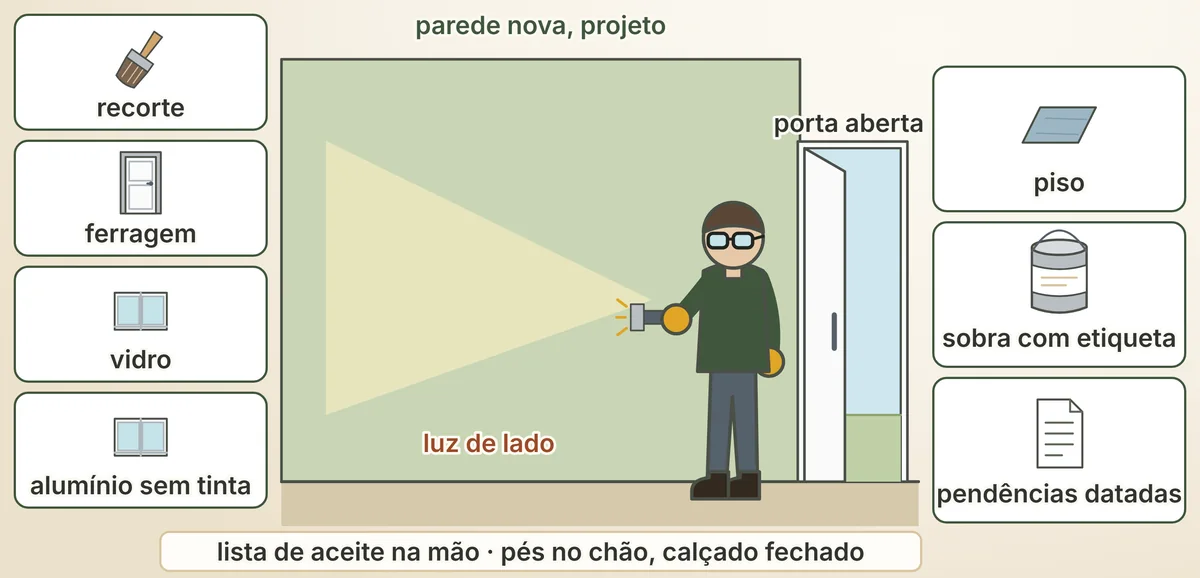 parede nova, projeto
recorte
ferragem
vidro
alumínio sem tinta
porta aberta
luz de lado
piso
sobra com etiqueta
pendências datadas
lista de aceite na mão · pés no chão, calçado fechado